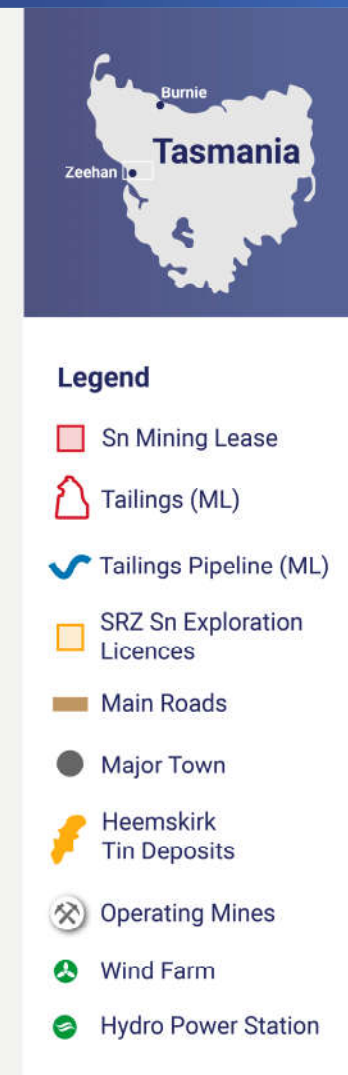 Burnie
Tasmania
Zeehan
Legend
Sn Mining Lease
Tailings (ML)
Tailings Pipeline (ML)
SRZ Sn Exploration
Licences
Main Roads
Major Town
Heemskirk
Tin Deposits
Operating Mines
Wind Farm
Hydro Power Station